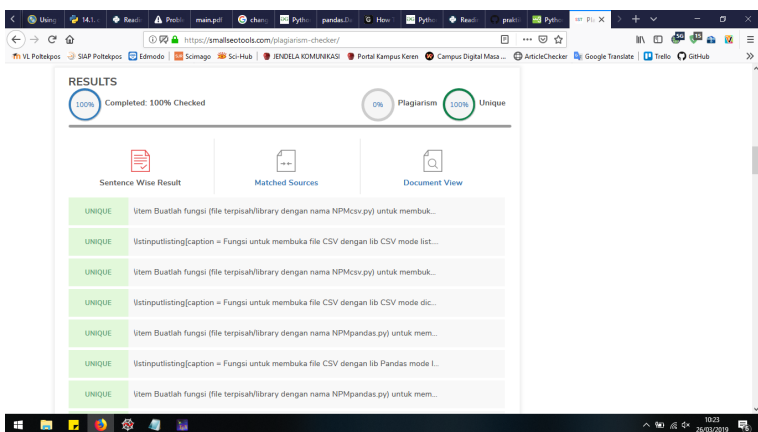 Using
14.1.
Readin
Proble
main.pdf
chang
Python
pandas.Da
How T
Python
Readin
prakti
Python
Pla
https://smallseotools.com/plagiarism-checker/
VL Poltekpos
SIAP Poltekpos
Edmodo
Scimago
Sci-Hub
JENDELA KOMUNIKASI
Portal Kampus Keren
Campus Digital Masa ...
ArticleChecker
Google Translate
Trello
GitHub
RESULTS
100%
Completed: 100% Checked
0%
Plagiarism
100%
Unique
Sentence Wise Result
Matched Sources
Document View
UNIQUE \item Buatlah fungsi (file terpisah/library dengan nama NPMcsv.py) untuk membuk...
UNIQUE \lstinputlisting[caption = Fungsi untuk membuka file CSV dengan lib CSV mode list....
UNIQUE \item Buatlah fungsi (file terpisah/library dengan nama NPMcsv.py) untuk membuk...
UNIQUE \lstinputlisting[caption = Fungsi untuk membuka file CSV dengan lib CSV mode dic...
UNIQUE \item Buatlah fungsi (file terpisah/library dengan nama NPMpandas.py) untuk mem...
UNIQUE \lstinputlisting[caption = Fungsi untuk membuka file CSV dengan lib Pandas mode l...
UNIQUE \item Buatlah fungsi (file terpisah/library dengan nama NPMpandas.py) untuk mem...
10:23
26/03/2019